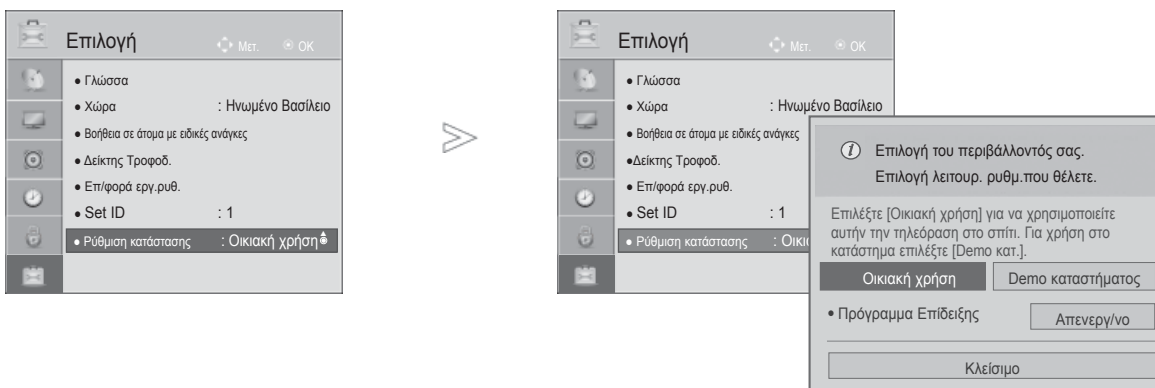 Επιλογή
Μετ. OK
● Γλώσσα
● Χώρα : Ηνωμένο Βασίλειο
● Βοήθεια σε άτομα με ειδικές ανάγκες
● Δείκτης Τροφοδ.
● Επ/φορά εργ.ρυθ.
● Set ID : 1
● Ρύθμιση κατάστασης : Οικιακή χρήση
Επιλογή
Μετ. OK
● Γλώσσα
● Χώρα : Ηνωμένο Βασίλειο
● Βοήθεια σε άτομα με ειδικές ανάγκες
●Δείκτης Τροφοδ.
● Επ/φορά εργ.ρυθ.
● Set ID : 1
● Ρύθμιση κατάστασης : Οικι
Επιλογή του περιβάλλοντός σας.
Επιλογή λειτουρ. ρυθμ.που θέλετε.
Επιλέξτε [Οικιακή χρήση] για να χρησιμοποιείτε
αυτήν την τηλεόραση στο σπίτι. Για χρήση στο
κατάστημα επιλέξτε [Demo κατ.].
Οικιακή χρήση Demo καταστήματος
● Πρόγραμμα Επίδειξης Απενεργ/νο
Κλείσιμο